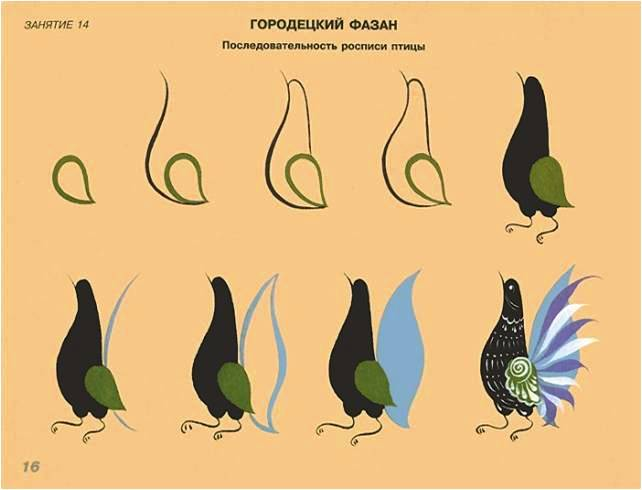 ЗАНЯТИЕ 14
ГОРОДЕЦКИЙ ФАЗАН
Последовательность росписи птицы
16